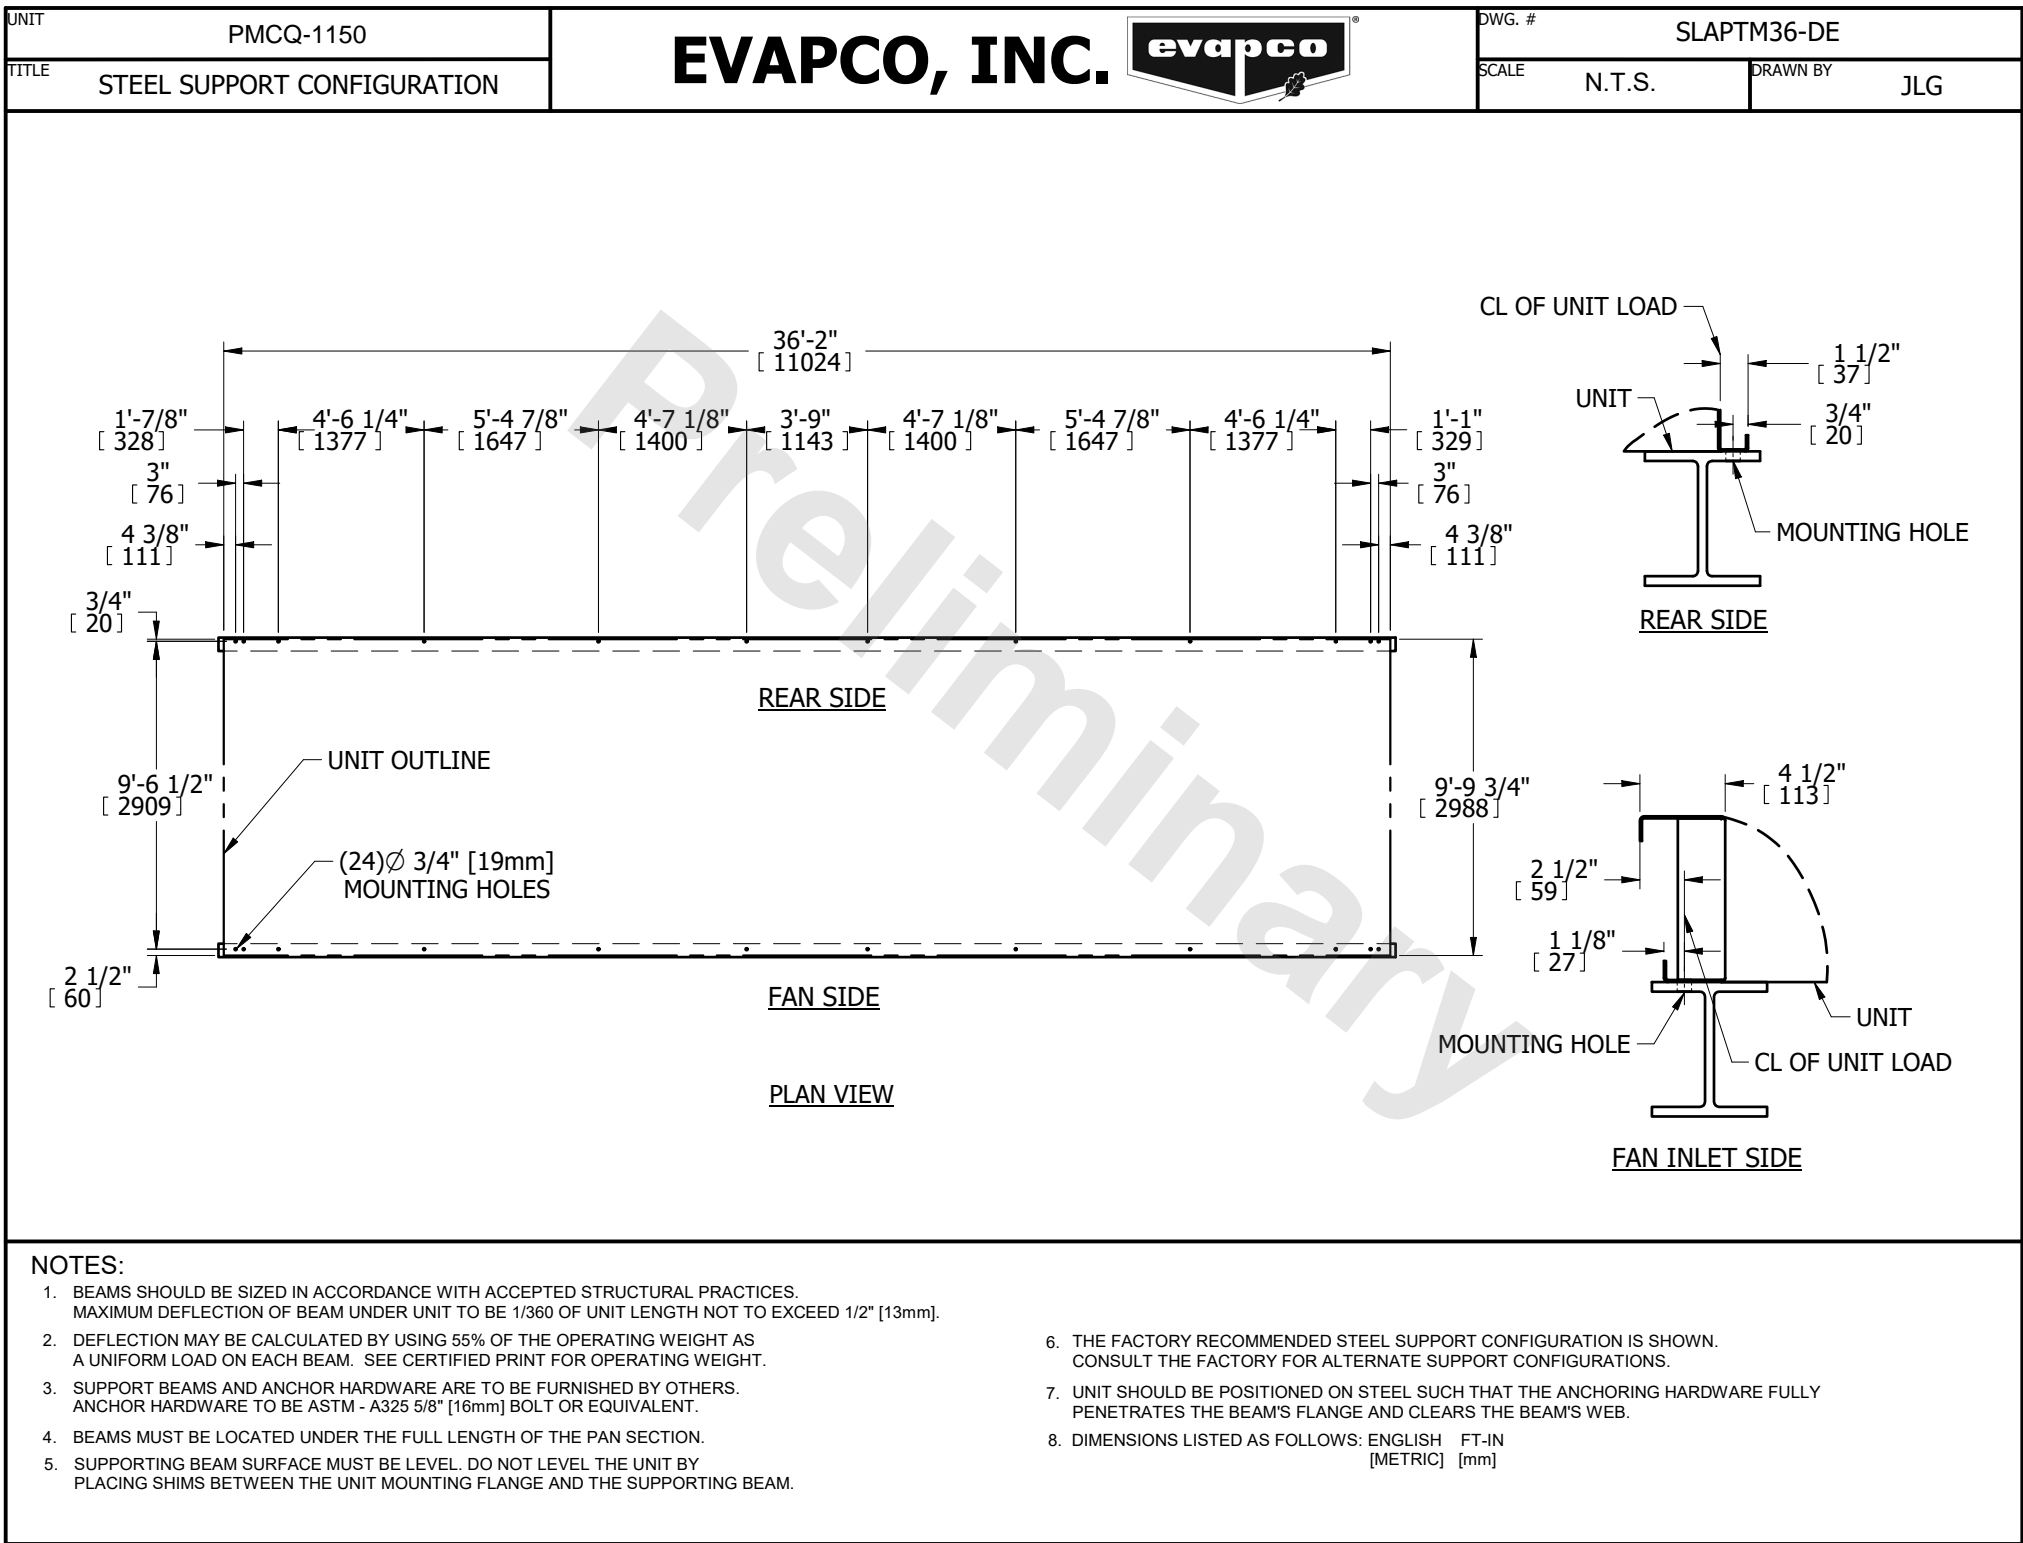 UNIT
PMCQ-1150
TITLE
STEEL SUPPORT CONFIGURATION
EVAPCO, INC.
evapco
®
DWG. #
SLAPTM36-DE
SCALE
N.T.S.
DRAWN BY
JLG
36'-2"
[ 11024 ]
1'-7/8"
[ 328 ]
4'-6 1/4"
[ 1377 ]
5'-4 7/8"
[ 1647 ]
4'-7 1/8"
[ 1400 ]
3'-9"
[ 1143 ]
4'-7 1/8"
[ 1400 ]
5'-4 7/8"
[ 1647 ]
4'-6 1/4"
[ 1377 ]
1'-1"
[ 329 ]
3"
[ 76 ]
3"
[ 76 ]
4 3/8"
[ 111 ]
4 3/8"
[ 111 ]
3/4"
[ 20 ]
REAR SIDE
UNIT OUTLINE
9'-6 1/2"
[ 2909 ]
9'-9 3/4"
[ 2988 ]
(24)∅ 3/4" [19mm]
MOUNTING HOLES
2 1/2"
[ 60 ]
FAN SIDE
PLAN VIEW
Preliminary
CL OF UNIT LOAD
1 1/2"
[ 37 ]
UNIT
3/4"
[ 20 ]
MOUNTING HOLE
REAR SIDE
4 1/2"
[ 113 ]
2 1/2"
[ 59 ]
1 1/8"
[ 27 ]
UNIT
MOUNTING HOLE
CL OF UNIT LOAD
FAN INLET SIDE
NOTES:
1. BEAMS SHOULD BE SIZED IN ACCORDANCE WITH ACCEPTED STRUCTURAL PRACTICES.
MAXIMUM DEFLECTION OF BEAM UNDER UNIT TO BE 1/360 OF UNIT LENGTH NOT TO EXCEED 1/2" [13mm].
2. DEFLECTION MAY BE CALCULATED BY USING 55% OF THE OPERATING WEIGHT AS
A UNIFORM LOAD ON EACH BEAM. SEE CERTIFIED PRINT FOR OPERATING WEIGHT.
3. SUPPORT BEAMS AND ANCHOR HARDWARE ARE TO BE FURNISHED BY OTHERS.
ANCHOR HARDWARE TO BE ASTM - A325 5/8" [16mm] BOLT OR EQUIVALENT.
4. BEAMS MUST BE LOCATED UNDER THE FULL LENGTH OF THE PAN SECTION.
5. SUPPORTING BEAM SURFACE MUST BE LEVEL. DO NOT LEVEL THE UNIT BY
PLACING SHIMS BETWEEN THE UNIT MOUNTING FLANGE AND THE SUPPORTING BEAM.
6. THE FACTORY RECOMMENDED STEEL SUPPORT CONFIGURATION IS SHOWN.
CONSULT THE FACTORY FOR ALTERNATE SUPPORT CONFIGURATIONS.
7. UNIT SHOULD BE POSITIONED ON STEEL SUCH THAT THE ANCHORING HARDWARE FULLY
PENETRATES THE BEAM'S FLANGE AND CLEARS THE BEAM'S WEB.
8. DIMENSIONS LISTED AS FOLLOWS: ENGLISH FT-IN
[METRIC] [mm]